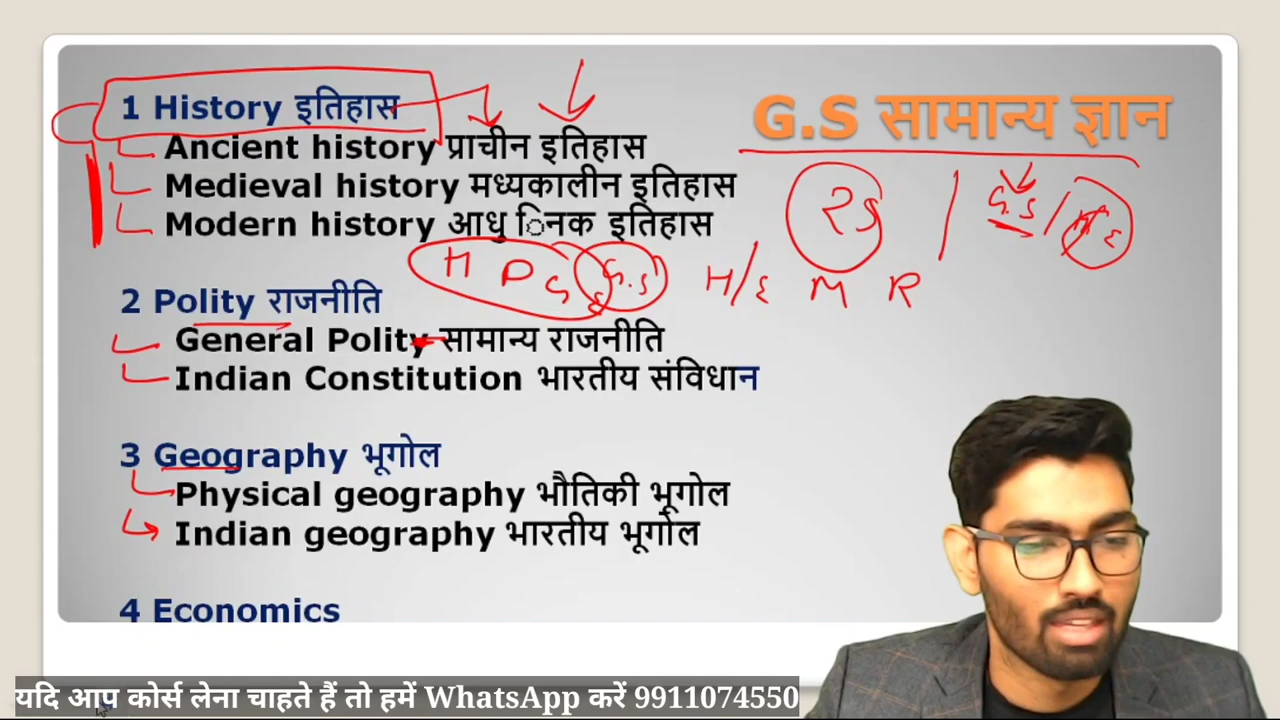 1 History इतिहास
G.S सामान्य ज्ञान
Ancient history प्राचीन इतिहास
Medieval history मध्यकालीन इतिहास
Modern history आधु िनक इतिहास
25 / G.S /
H P G E G.S H/E M R
2 Polity राजनीति
General Polity सामान्य राजनीति
Indian Constitution भारतीय संविधान
3 Geography भूगोल
Physical geography भौतिकी भूगोल
Indian geography भारतीय भूगोल
4 Economics
यदि आप कोर्स लेना चाहते हैं तो हमें WhatsApp करें 9911074550